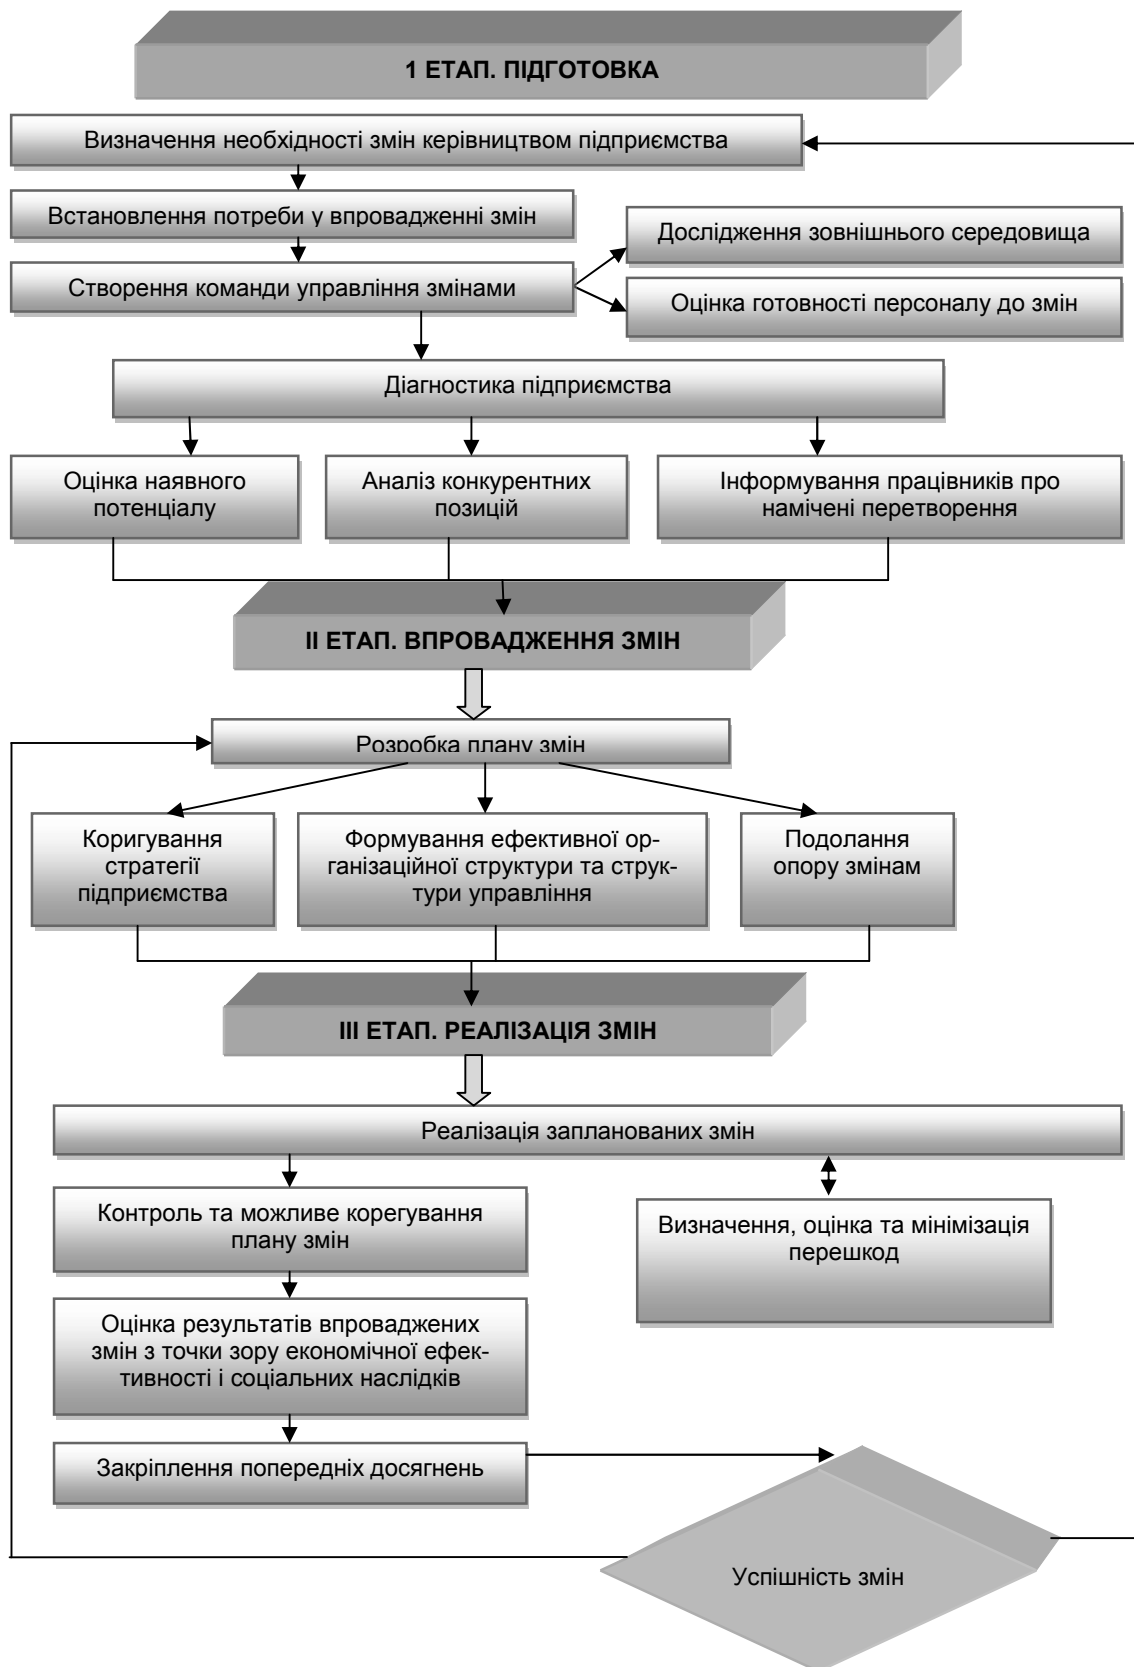 1 ЕТАП. ПІДГОТОВКА
Визначення необхідності змін керівництвом підприємства
Встановлення потреби у впровадженні змін
Дослідження зовнішнього середовища
Створення команди управління змінами
Оцінка готовності персоналу до змін
Діагностика підприємства
Оцінка наявного
потенціалу
Аналіз конкурентних
позицій
Інформування працівників про
намічені перетворення
ІІ ЕТАП. ВПРОВАДЖЕННЯ ЗМІН
Розробка плану змін
Коригування
стратегії
підприємства
Формування ефективної ор-
ганізаційної структури та струк-
тури управління
Подолання
опору змінам
ІІІ ЕТАП. РЕАЛІЗАЦІЯ ЗМІН
Реалізація запланованих змін
Контроль та можливе корегування
плану змін
Визначення, оцінка та мінімізація
перешкод
Оцінка результатів впроваджених
змін з точки зору економічної ефек-
тивності і соціальних наслідків
Закріплення попередніх досягнень
Успішність змін